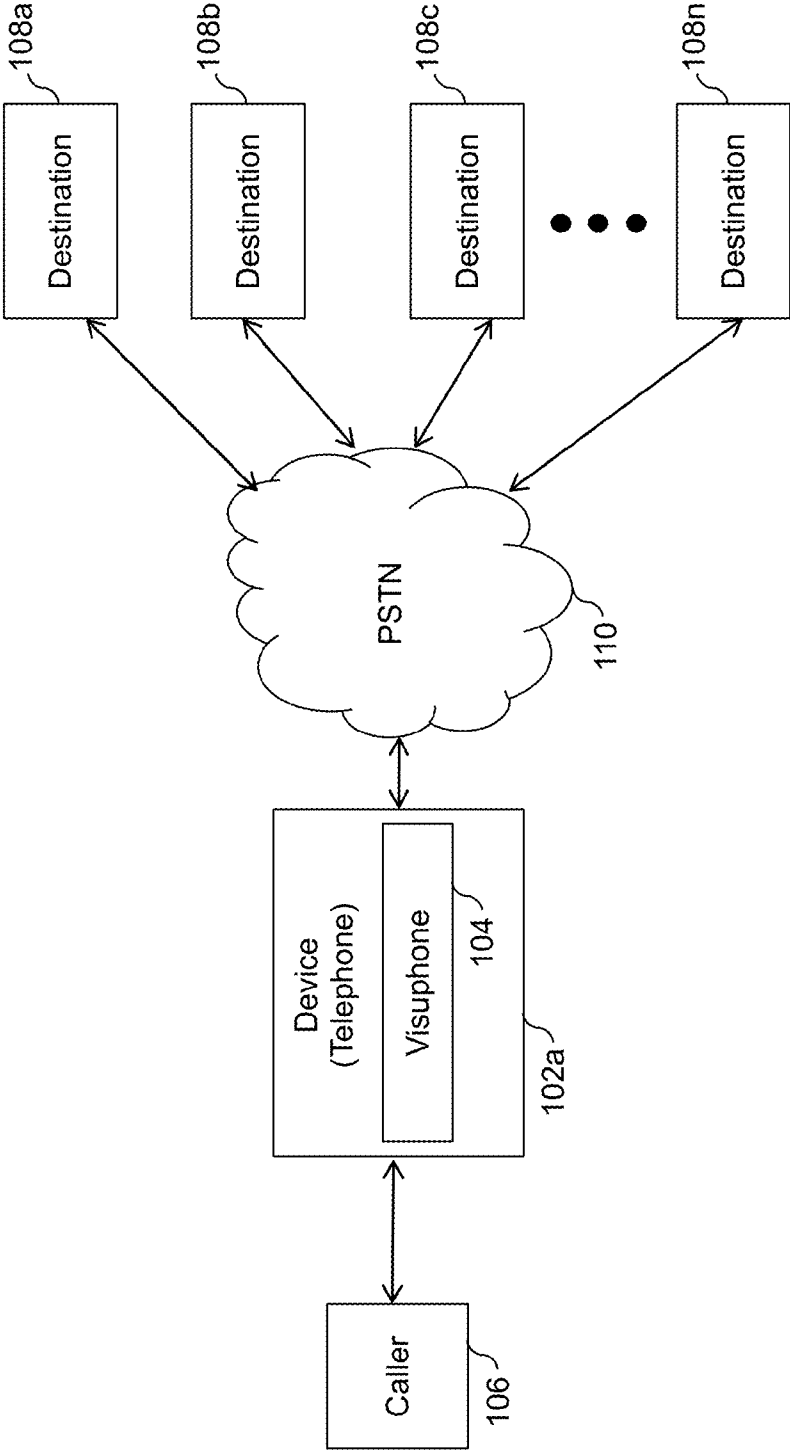 Caller
106
Device
(Telephone)
Visuphone
104
102a
PSTN
110
Destination
108a
Destination
108b
Destination
108c
Destination
108n